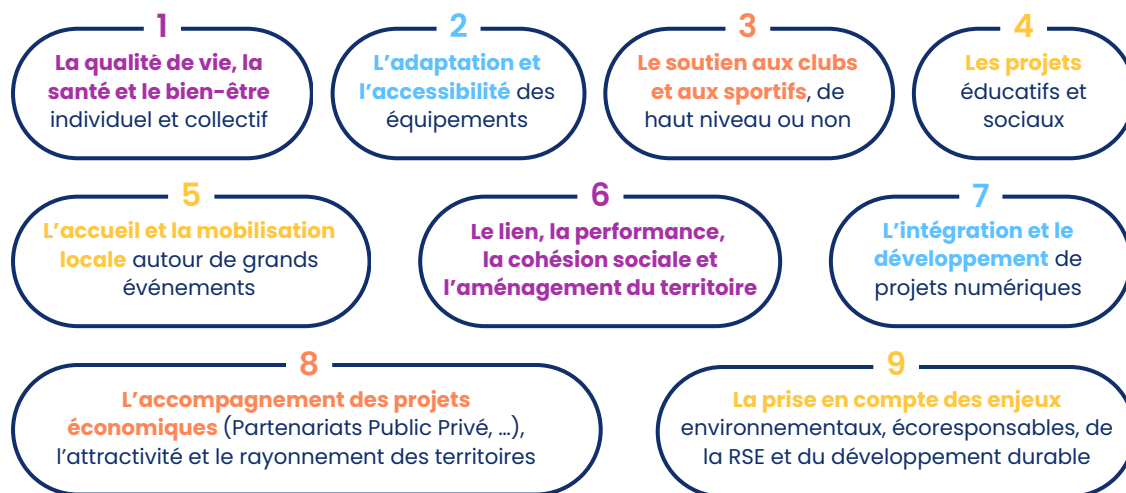 1
La qualité de vie, la
santé et le bien-être
individuel et collectif
2
L'adaptation et
l'accessibilité des
équipements
3
Le soutien aux clubs
et aux sportifs, de
haut niveau ou non
4
Les projets
éducatifs et
sociaux
5
L'accueil et la mobilisation
locale autour de grands
événements
6
Le lien, la performance,
la cohésion sociale et
l'aménagement du territoire
7
L'intégration et le
développement de
projets numériques
8
L'accompagnement des projets
économiques (Partenariats Public Privé, ...),
l'attractivité et le rayonnement des territoires
9
La prise en compte des enjeux
environnementaux, écoresponsables, de
la RSE et du développement durable